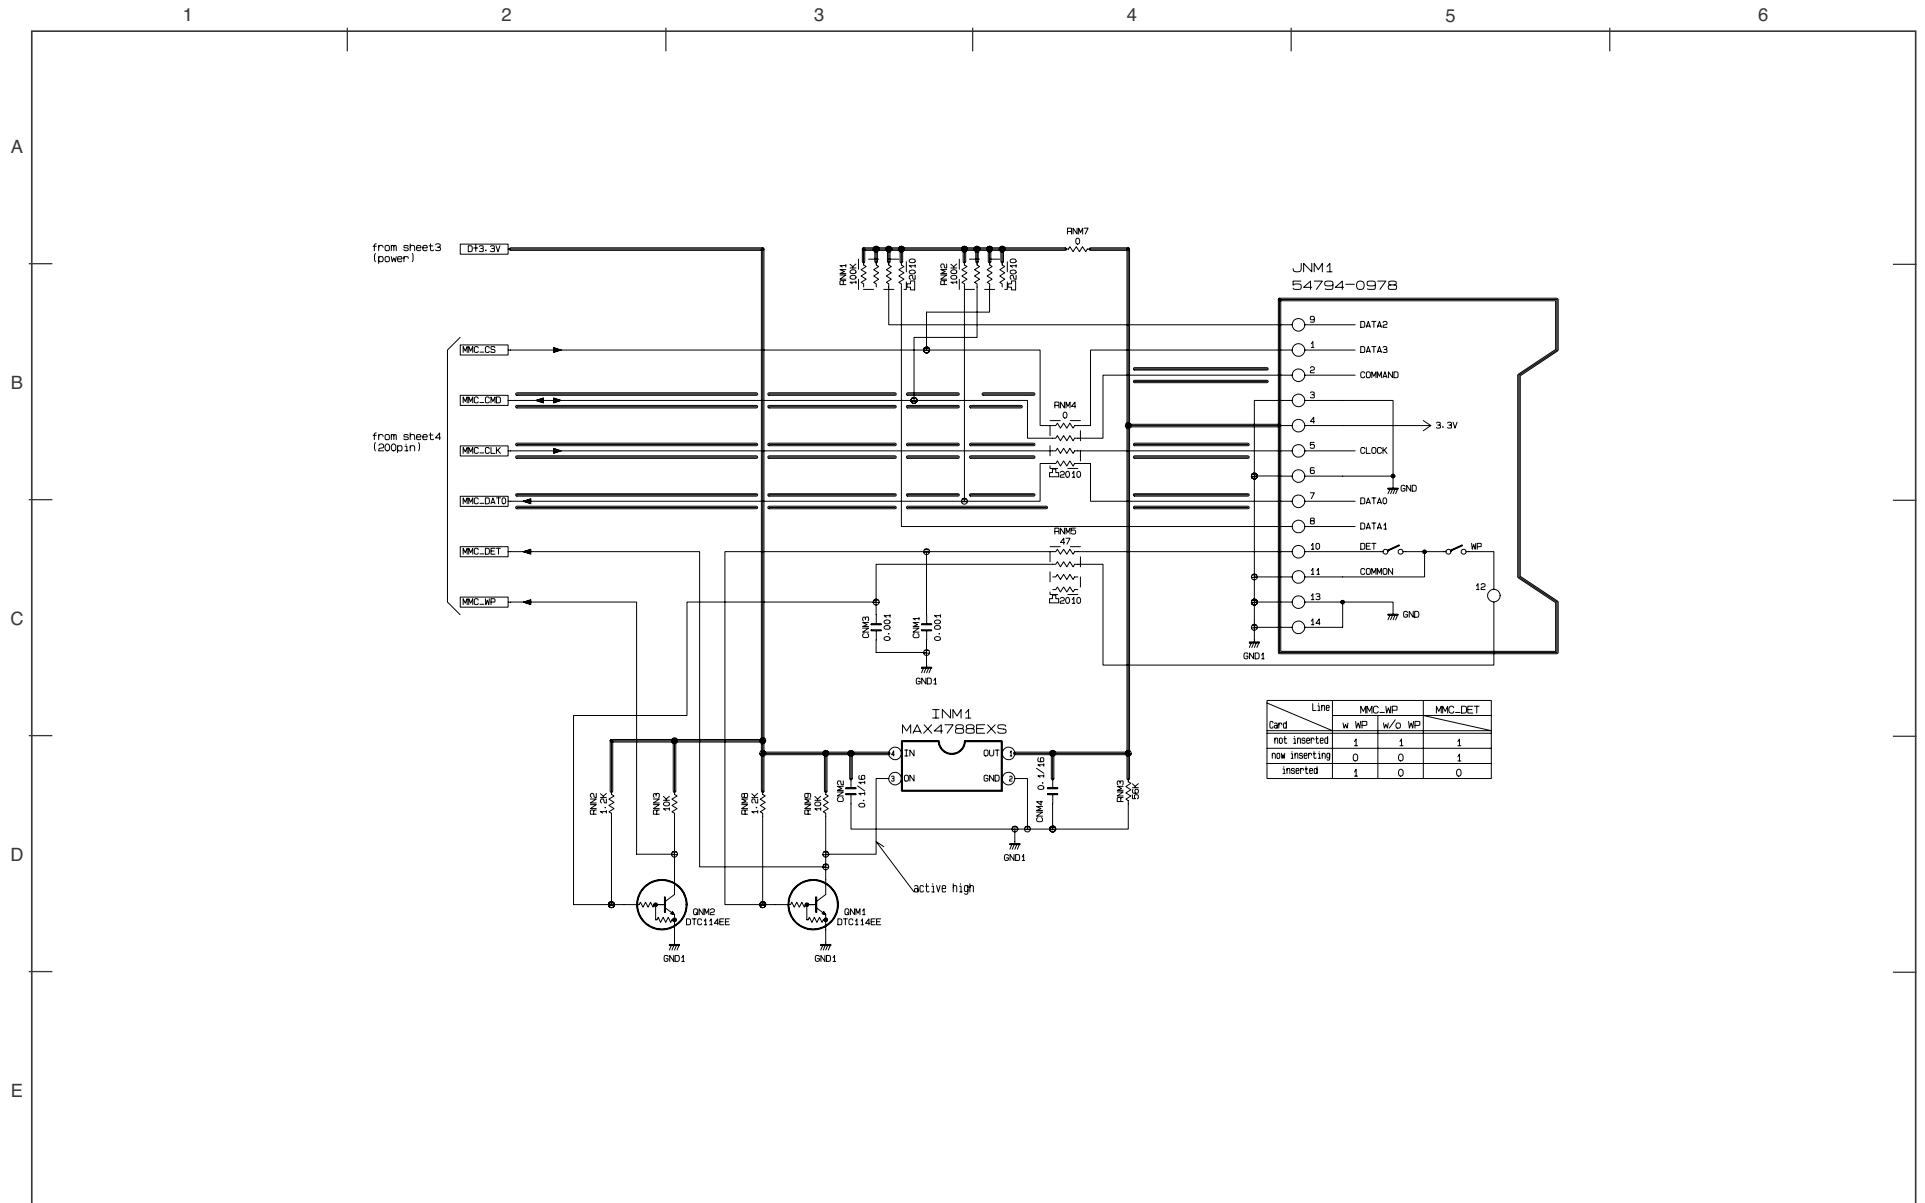 1 2 3 4 5 6
A
B
C
D
E
from sheet3
(power)
D+3.3V
RNM7
0
RNM1
100K
2010
RNM2
100K
2010
JNM1
54794-0978
9 DATA2
1 DATA3
2 COMMAND
3
4 3.3V
5 CLOCK
6
GND
7 DATA0
8 DATA1
10 DET WP
11 COMMON
12
13
GND
14
GND1
MMC_CS
MMC_CMD
from sheet4
(200pin)
MMC_CLK
MMC_DAT0
MMC_DET
MMC_WP
RNM4
0
2010
RNM5
47
2010
CNM3
0.001
CNM1
0.001
GND1
INM1
MAX4788EXS
4 IN OUT 1
3 ON GND 2
CNM2
0.1/16
CNM4
0.1/16
RNM3
56K
GND1
RNN2
1.2K
RNN3
10K
RNM8
1.2K
RNM9
10K
active high
QNM2
DTC114EE
GND1
QNM1
DTC114EE
GND1
Line MMC_WP MMC_DET
Card w WP w/o WP
not inserted 1 1 1
now inserting 0 0 1
inserted 1 0 0